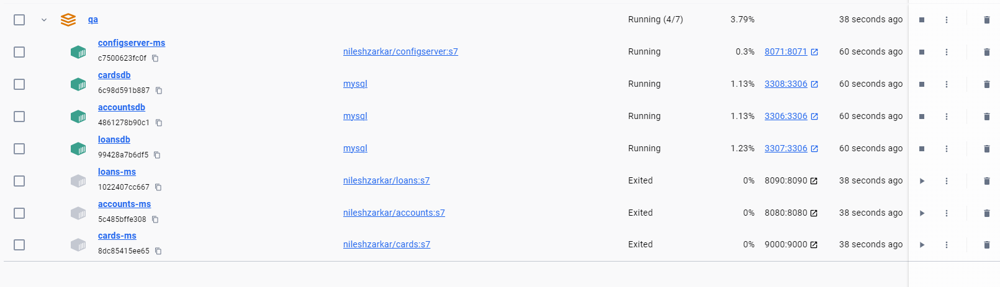 qa Running (4/7) 3.79% 38 seconds ago
configserver-ms
c7500623fc0f nileshzarkar/configserver:s7 Running 0.3% 8071:8071 60 seconds ago
cardsdb
6c98d591b887 mysql Running 1.13% 3308:3306 60 seconds ago
accountsdb
4861278b90c1 mysql Running 1.13% 3306:3306 60 seconds ago
loansdb
99428a7b6df5 mysql Running 1.23% 3307:3306 60 seconds ago
loans-ms
1022407cc667 nileshzarkar/loans:s7 Exited 0% 8090:8090 38 seconds ago
accounts-ms
5c485bffe308 nileshzarkar/accounts:s7 Exited 0% 8080:8080 38 seconds ago
cards-ms
8dc85415ee65 nileshzarkar/cards:s7 Exited 0% 9000:9000 38 seconds ago